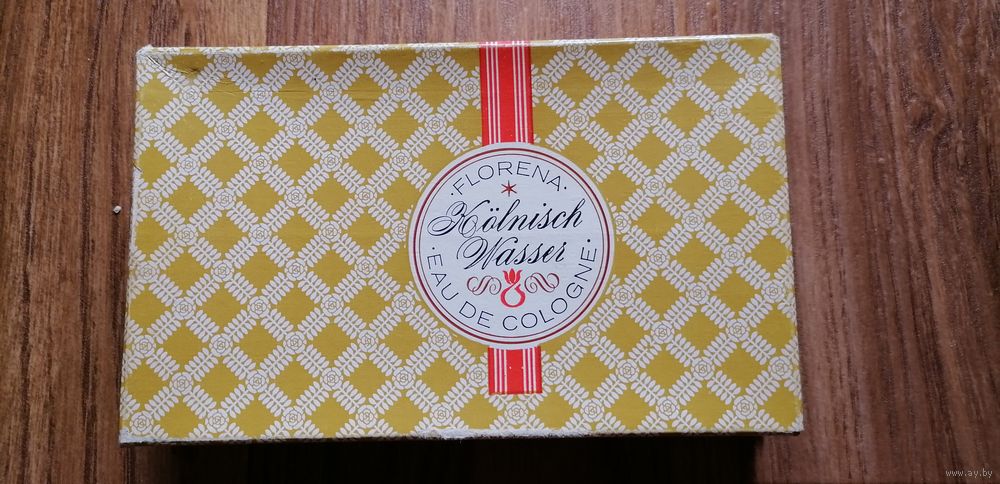 ·FLORENA·
Kölnisch
Wasser
·EAU DE COLOGNE·
www.ay.by